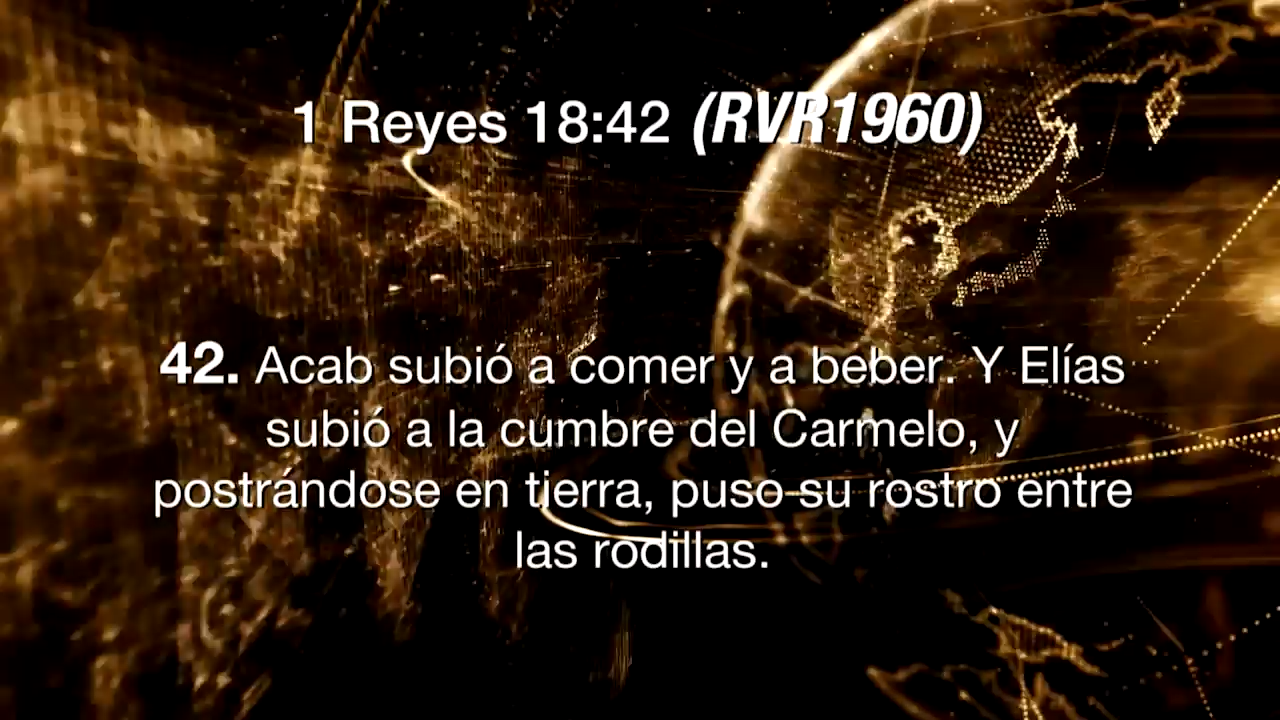 1 Reyes 18:42 (RVR1960)
42. Acab subió a comer y a beber. Y Elías
subió a la cumbre del Carmelo, y
postrándose en tierra, puso su rostro entre
las rodillas.